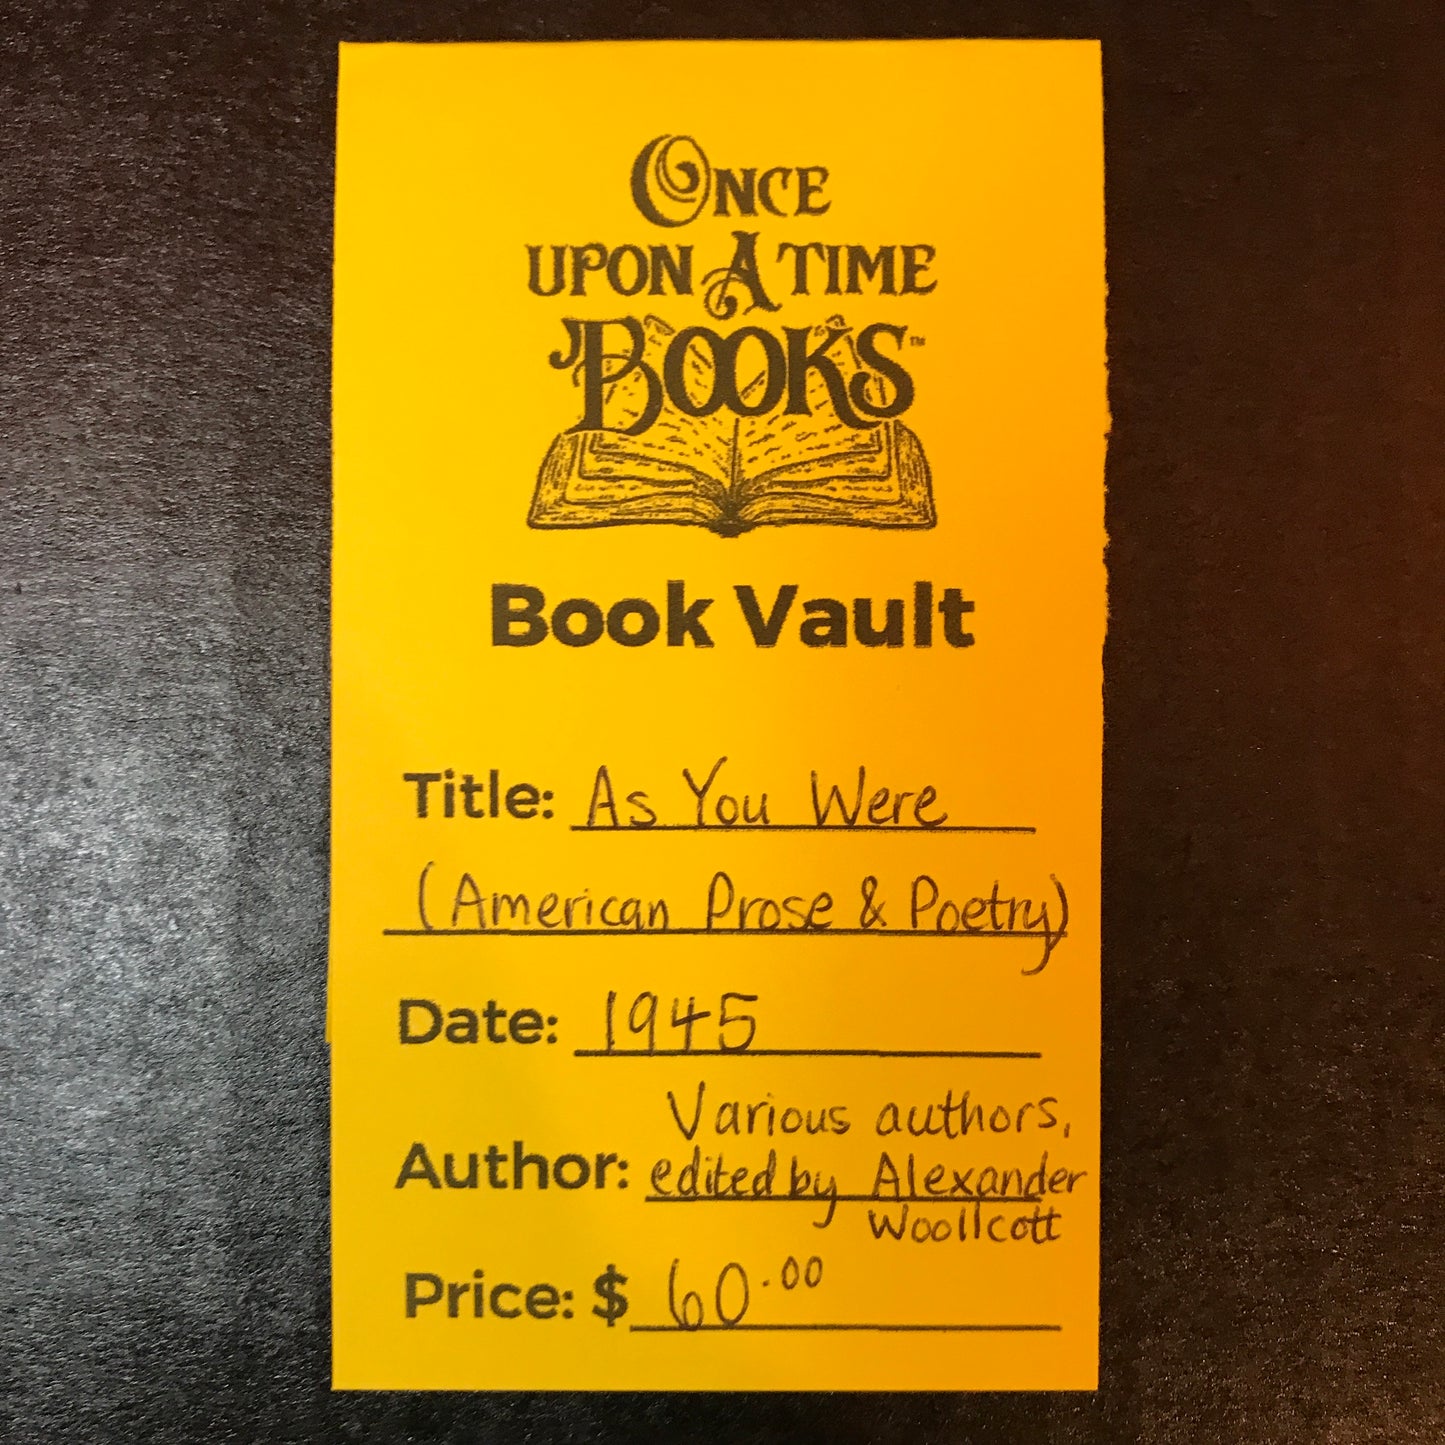 ONCE
UPON A TIME
BOOKS™
Book Vault
Title: As You Were
(American Prose & Poetry)
Date: 1945
Various authors,
Author: edited by Alexander
Woollcott
Price: $ 60.00